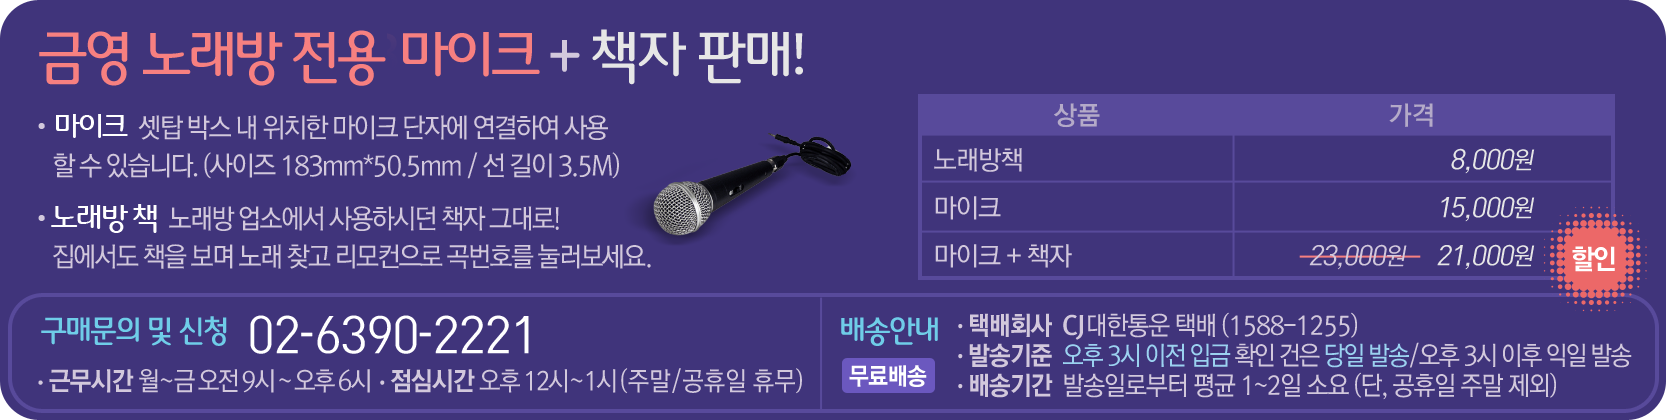 금영 노래방 전용 마이크 + 책자 판매!
• 마이크 셋탑 박스 내 위치한 마이크 단자에 연결하여 사용
할 수 있습니다. (사이즈 183mm*50.5mm / 선 길이 3.5M)
• 노래방 책 노래방 업소에서 사용하시던 책자 그대로!
집에서도 책을 보며 노래 찾고 리모컨으로 곡번호를 눌러보세요.
상품 가격
노래방책 8,000원
마이크 15,000원
마이크 + 책자 23,000원 21,000원
할인
구매문의 및 신청 02-6390-2221
• 근무시간 월~금 오전 9시 ~ 오후 6시 • 점심시간 오후 12시~1시 (주말/공휴일 휴무)
배송안내
무료배송
• 택배회사 CJ대한통운 택배 (1588-1255)
• 발송기준 오후 3시 이전 입금 확인 건은 당일 발송/오후 3시 이후 익일 발송
• 배송기간 발송일로부터 평균 1~2일 소요 (단, 공휴일 주말 제외)